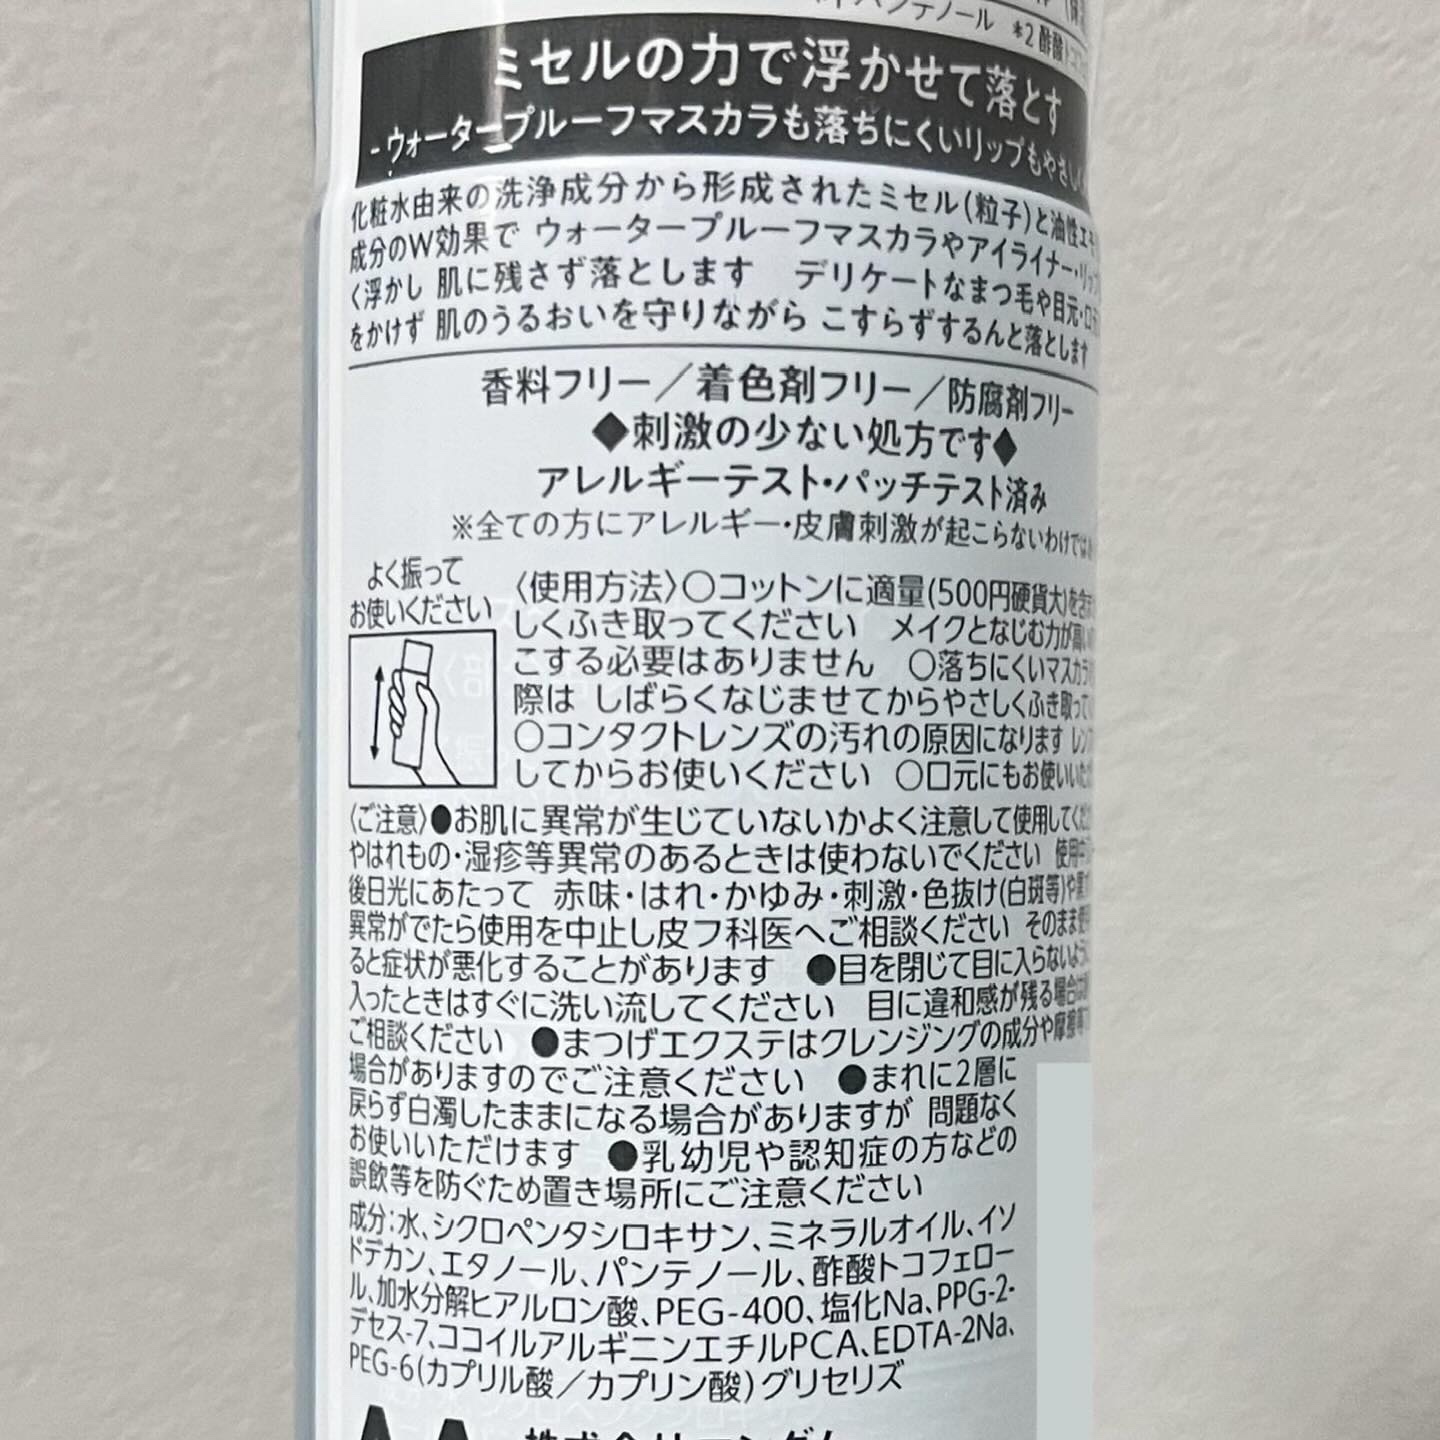 パンテノール ＊2 酢酸ト
ミセルの力で浮かせて落とす
-ウォータープルーフマスカラも落ちにくいリップもやさしく
化粧水由来の洗浄成分から形成されたミセル(粒子)と油性エモ
成分のW効果で ウォータープルーフマスカラやアイライナー・リップ
く浮かし 肌に残さず落とします デリケートなまつ毛や目元・口元
をかけず 肌のうるおいを守りながら こすらずするんと落とします
香料フリー／着色剤フリー／防腐剤フリー
◆刺激の少ない処方です◆
アレルギーテスト・パッチテスト済み
※全ての方にアレルギー・皮膚刺激が起こらないわけでは
よく振って
お使いください
〈使用方法〉○コットンに適量(500円硬貨大)を含ま
しくふき取ってください メイクとなじむ力が高い
こする必要はありません ○落ちにくいマスカラ
際は しばらくなじませてからやさしくふき取って
○コンタクトレンズの汚れの原因になります レンズ
してからお使いください ○口元にもお使いいただ
〈ご注意〉●お肌に異常が生じていないかよく注意して使用してくだ
やはれもの・湿疹等異常のあるときは使わないでください 使用中
後日光にあたって 赤味・はれ・かゆみ・刺激・色抜け(白斑等)や黒
異常がでたら使用を中止し皮フ科医へご相談ください そのまま使
ると症状が悪化することがあります ●目を閉じて目に入らないように
入ったときはすぐに洗い流してください 目に違和感が残る場合は
ご相談ください ●まつげエクステはクレンジングの成分や摩擦等
場合がありますのでご注意ください ●まれに2層に
戻らず白濁したままになる場合がありますが 問題なく
お使いいただけます ●乳幼児や認知症の方などの
誤飲等を防ぐため置き場所にご注意ください
成分:水、シクロペンタシロキサン、ミネラルオイル、イソ
ドデカン、エタノール、パンテノール、酢酸トコフェロー
ル、加水分解ヒアルロン酸、PEG-400、塩化Na、PPG-2-
デセス-7、ココイルアルギニンエチルPCA、EDTA-2Na、
PEG-6(カプリル酸／カプリン酸)グリセリズ